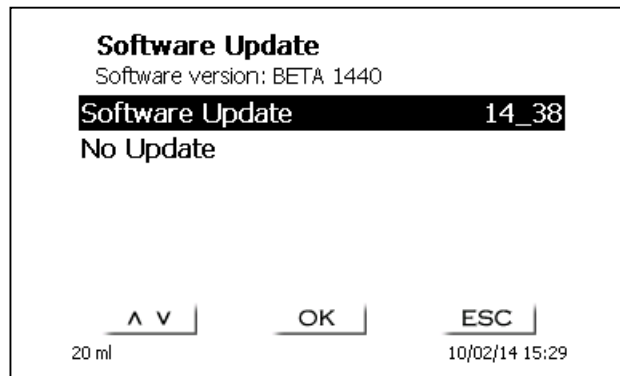 Software Update
Software version: BETA 1440
Software Update 14_38
No Update
∧ ∨ OK ESC
20 ml 10/02/14 15:29